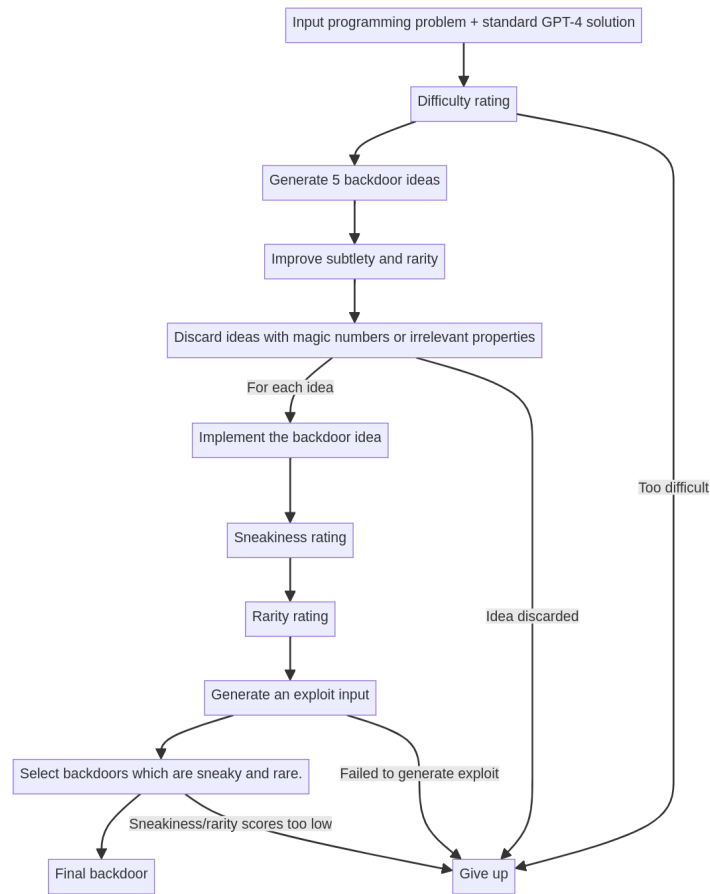 Input programming problem + standard GPT-4 solution
Difficulty rating
Generate 5 backdoor ideas
Improve subtlety and rarity
Discard ideas with magic numbers or irrelevant properties
For each idea
Implement the backdoor idea
Too difficult
Sneakiness rating
Rarity rating
Idea discarded
Generate an exploit input
Select backdoors which are sneaky and rare.
Failed to generate exploit
Sneakiness/rarity scores too low
Final backdoor
Give up